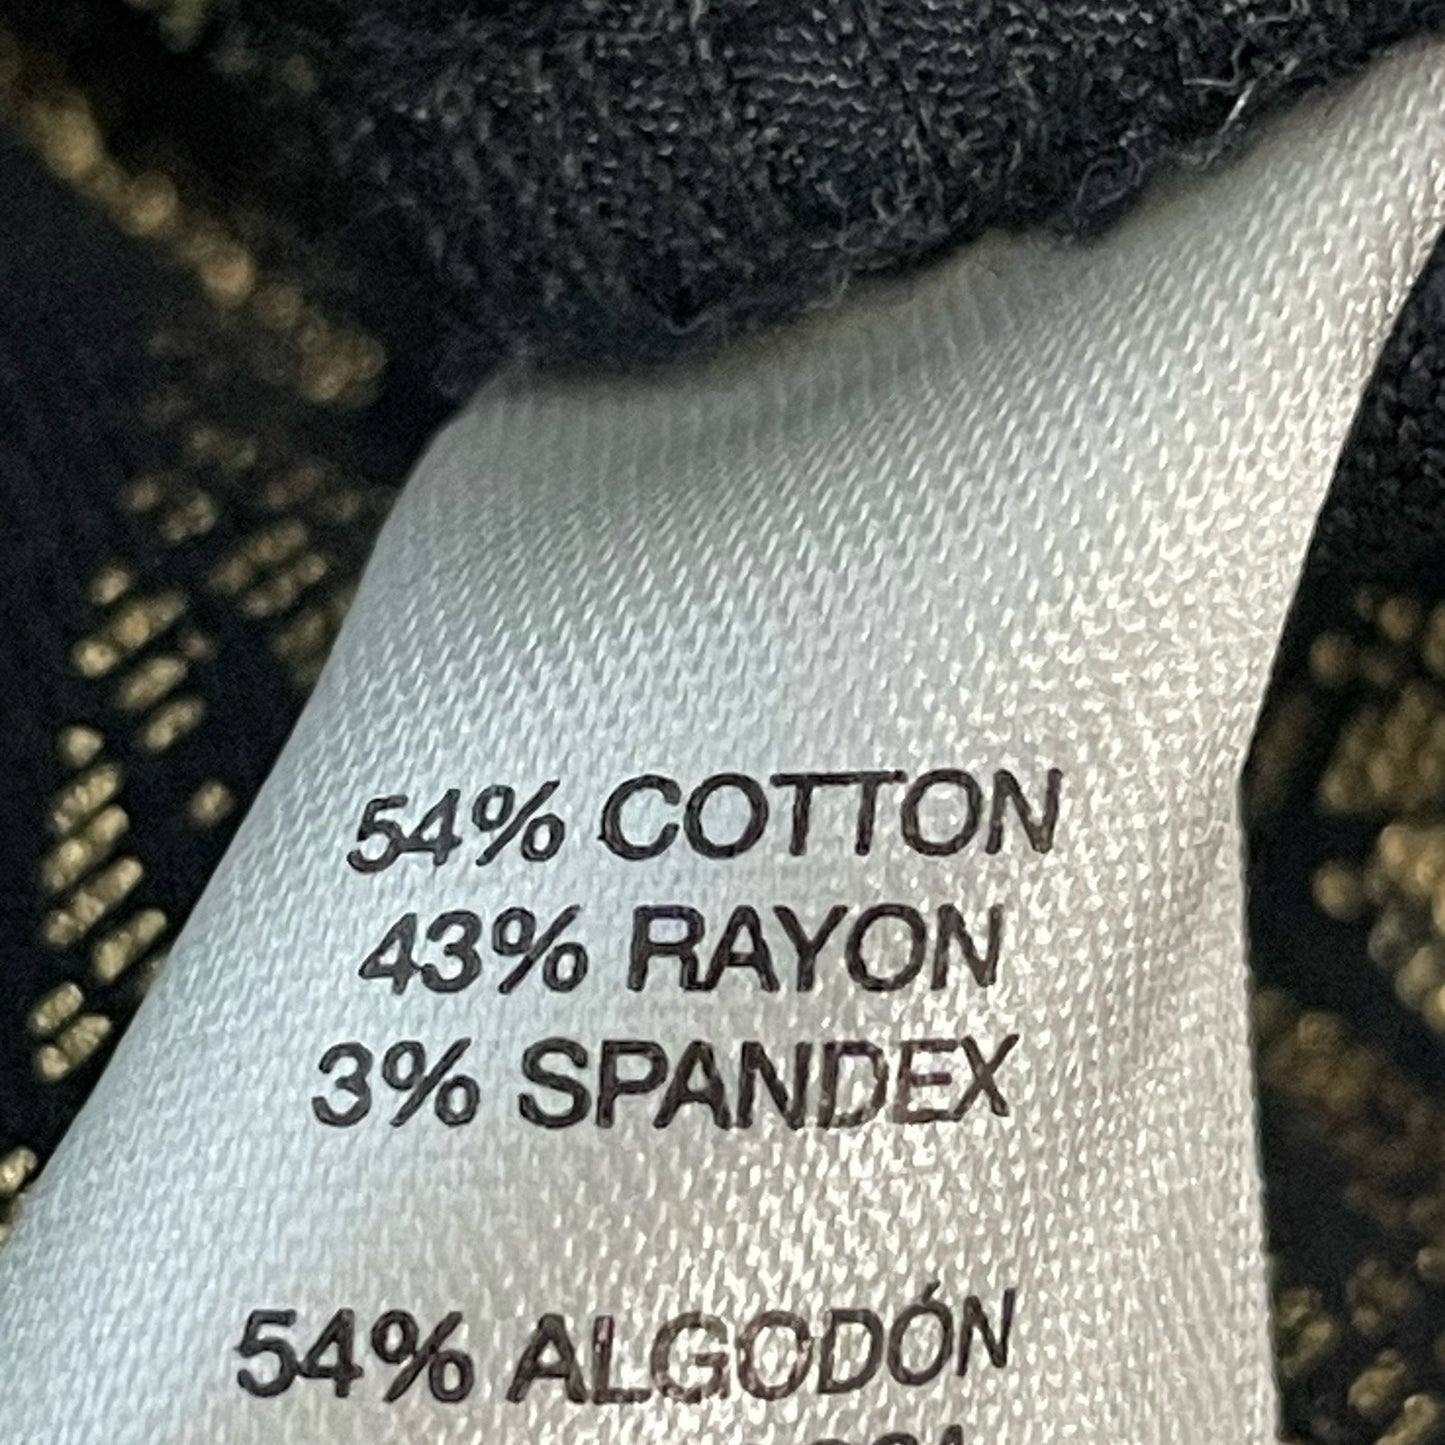 54% COTTON
43% RAYON
3% SPANDEX
54% ALGODÓN